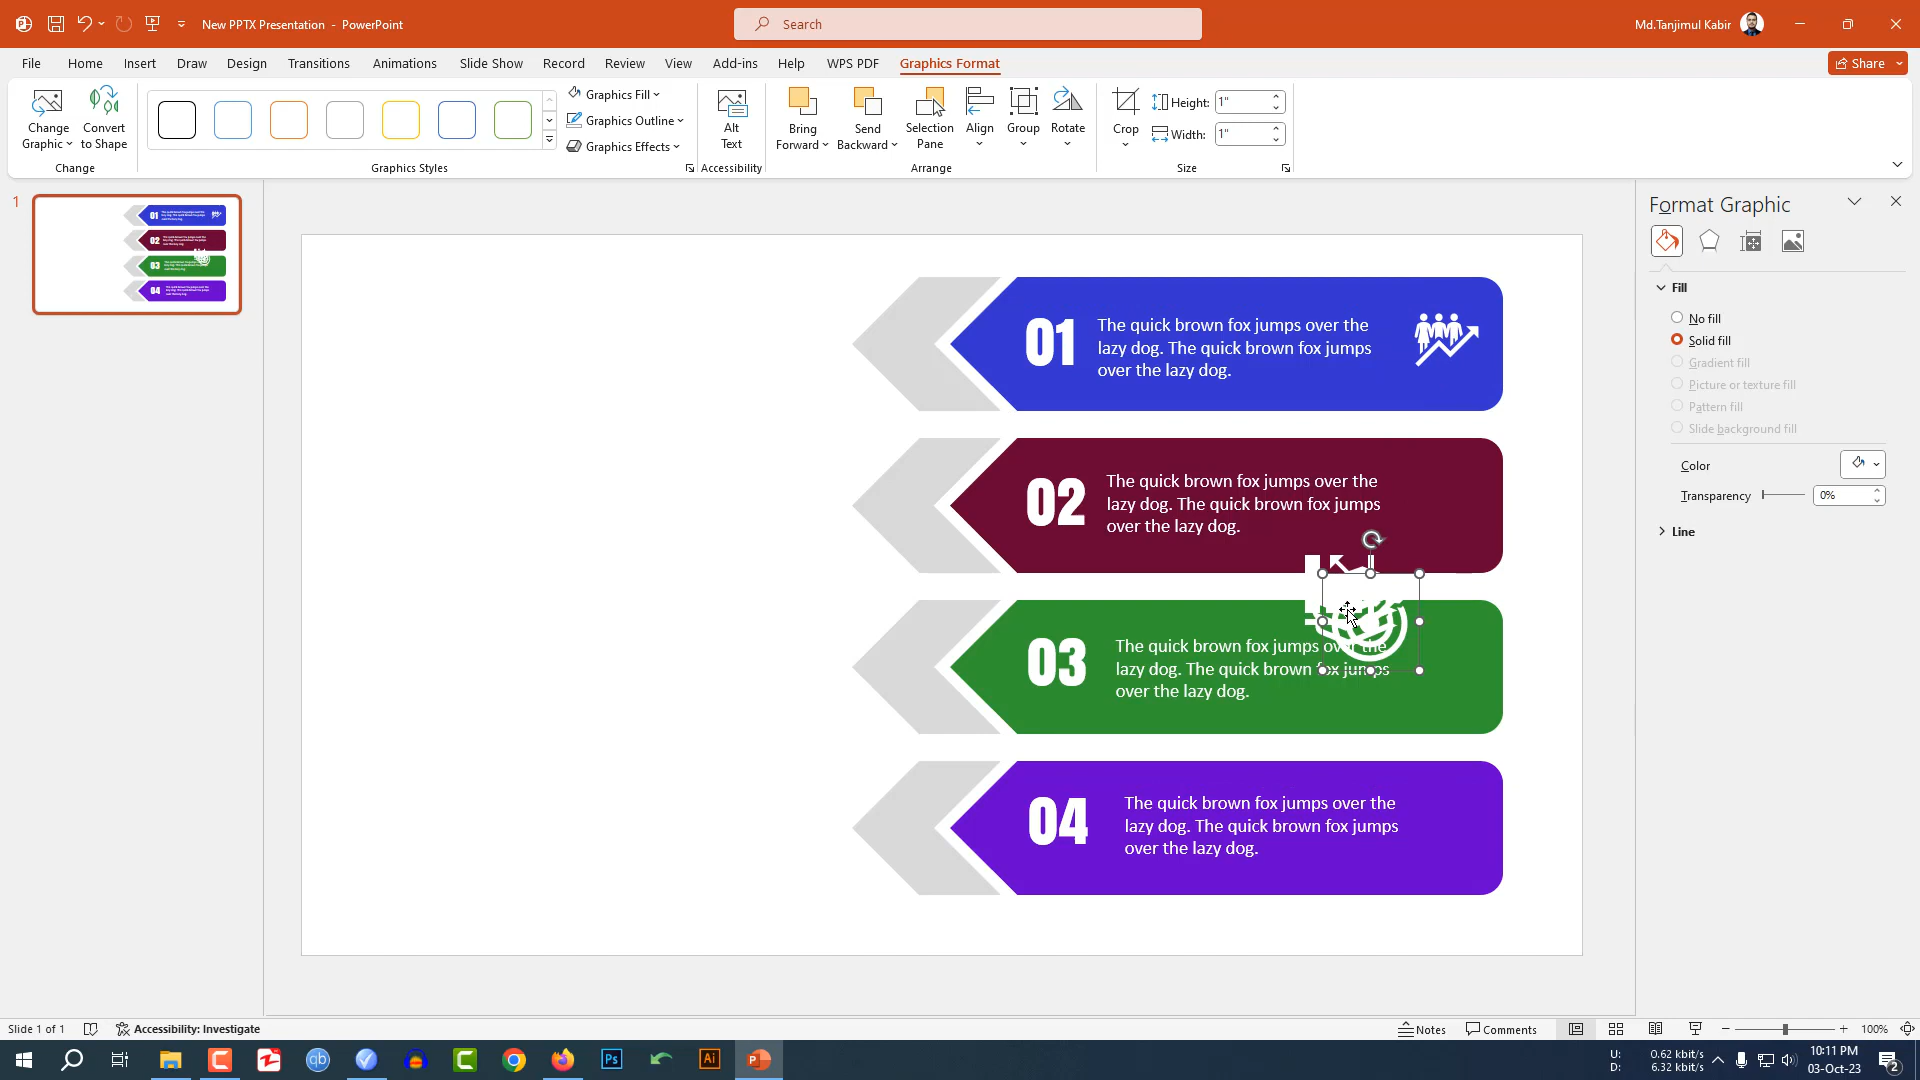 New PPTX Presentation - PowerPoint
Search
Md.Tanjimul Kabir
File Home Insert Draw Design Transitions Animations Slide Show Record Review View Add-ins Help WPS PDF Graphics Format
Share
Change Graphic
Convert to Shape
Change
Graphics Fill
Graphics Outline
Graphics Effects
Graphics Styles
Alt Text
Accessibility
Bring Forward
Send Backward
Selection Pane
Align
Group
Rotate
Arrange
Crop
Height: 1"
Width: 1"
Size
1
01
The quick brown fox jumps over the
lazy dog. The quick brown fox jumps
over the lazy dog.
02
The quick brown fox jumps over the
lazy dog. The quick brown fox jumps
over the lazy dog.
03
The quick brown fox jumps over the
lazy dog. The quick brown fox jumps
over the lazy dog.
04
The quick brown fox jumps over the
lazy dog. The quick brown fox jumps
over the lazy dog.
Format Graphic
Fill
No fill
Solid fill
Gradient fill
Picture or texture fill
Pattern fill
Slide background fill
Color
Transparency 0%
Line
Slide 1 of 1
Accessibility: Investigate
Notes
Comments
100%
U: 0.62 kbit/s
D: 6.32 kbit/s
10:11 PM
03-Oct-23
2